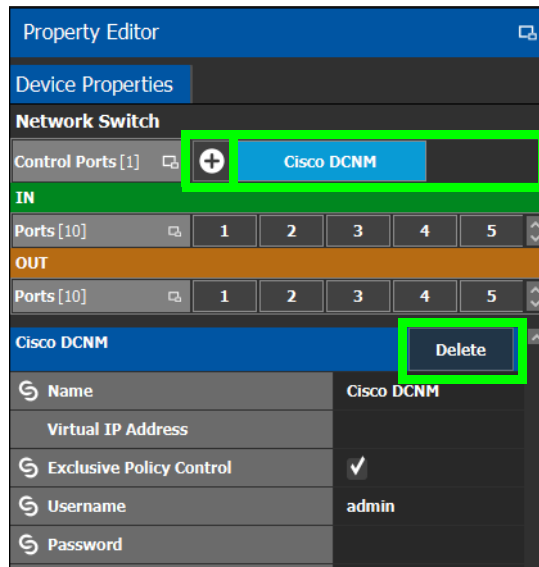 Property Editor
Device Properties
Network Switch
Control Ports [1] Cisco DCNM
IN
Ports [10] 1 2 3 4 5
OUT
Ports [10] 1 2 3 4 5
Cisco DCNM Delete
Name Cisco DCNM
Virtual IP Address
Exclusive Policy Control
Username admin
Password